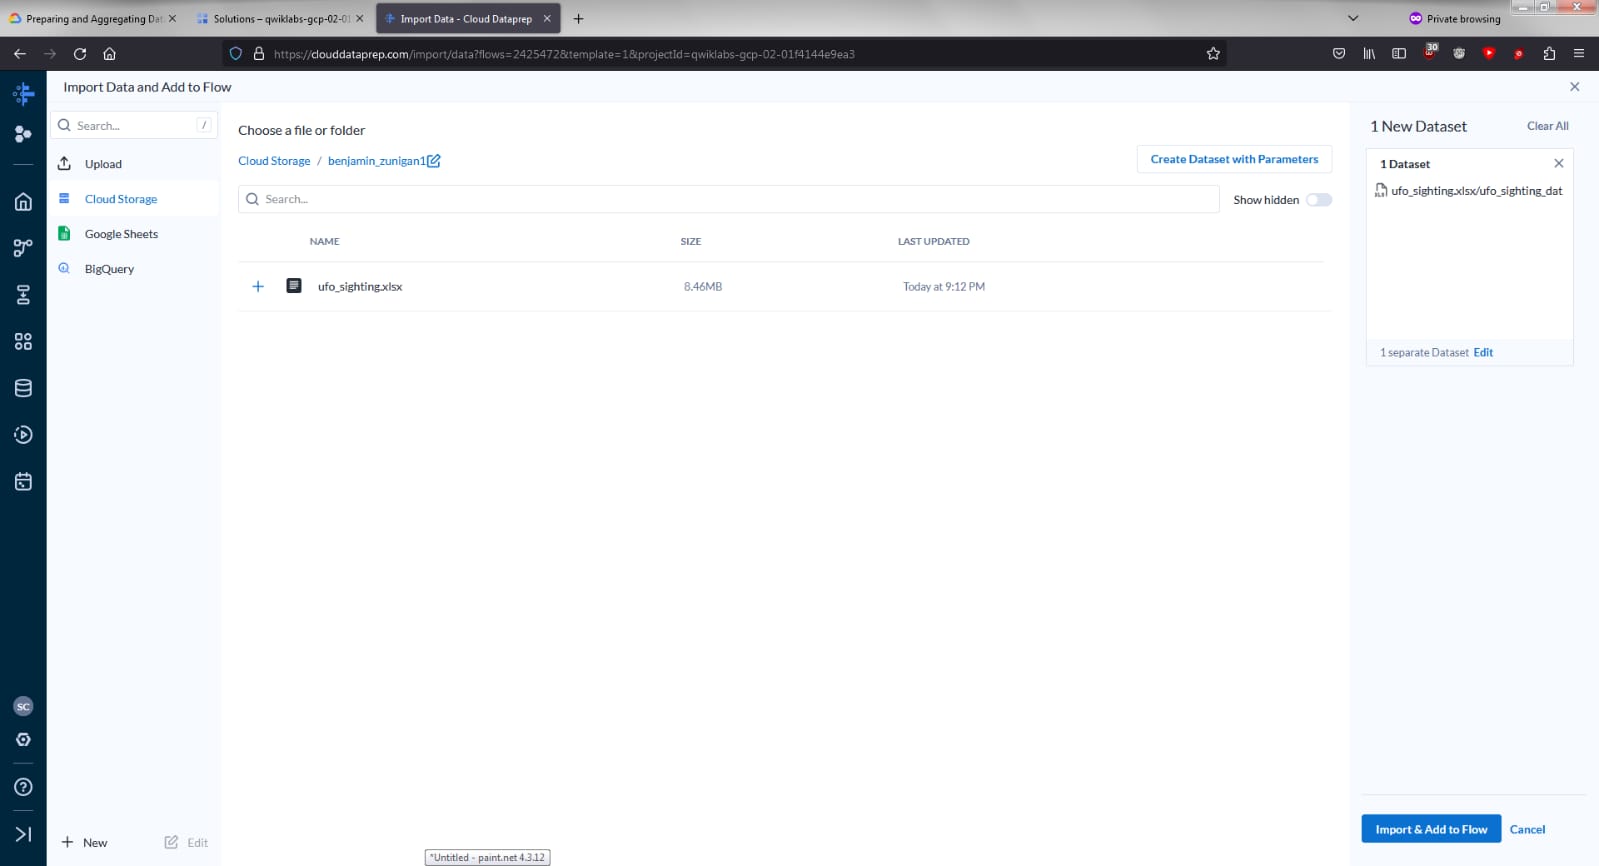 Preparing and Aggregating Dat
Solutions – qwiklabs-gcp-02-01
Import Data - Cloud Dataprep
Private browsing
https://clouddataprep.com/import/data?flows=2425472&template=1&projectId=qwiklabs-gcp-02-01f4144e9ea3
30
Import Data and Add to Flow
Search...
/
Upload
Cloud Storage
Google Sheets
BigQuery
Choose a file or folder
Cloud Storage / benjamin_zunigan1
Create Dataset with Parameters
Search...
Show hidden
NAME SIZE LAST UPDATED
ufo_sighting.xlsx 8.46MB Today at 9:12 PM
1 New Dataset
Clear All
1 Dataset
XLS
ufo_sighting.xlsx/ufo_sighting_dat
1 separate Dataset Edit
SC
New
Edit
Import & Add to Flow
Cancel
*Untitled - paint.net 4.3.12